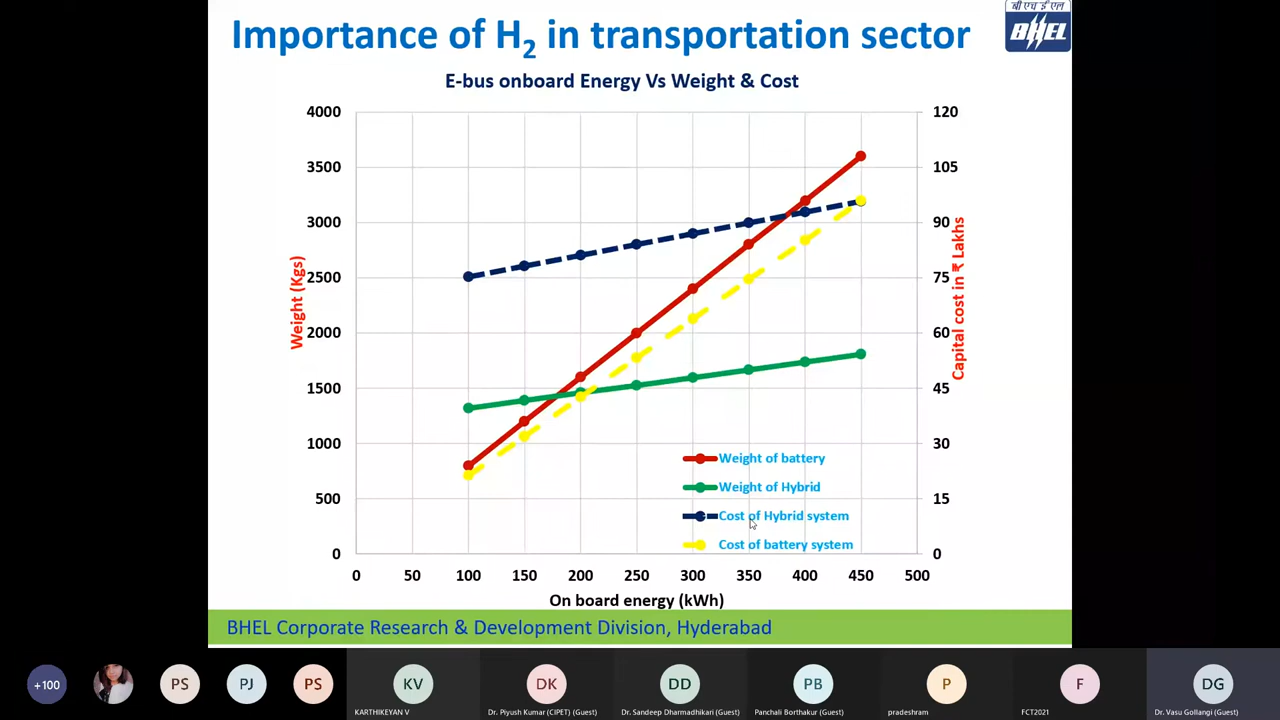 Importance of H2 in transportation sector
बी एच ई एल
BHEL
E-bus onboard Energy Vs Weight & Cost
4000
3500
3000
2500
2000
1500
1000
500
0
Weight (Kgs)
120
105
90
75
60
45
30
15
0
Capital cost in ₹ Lakhs
Weight of battery
Weight of Hybrid
Cost of Hybrid system
Cost of battery system
0 50 100 150 200 250 300 350 400 450 500
On board energy (kWh)
BHEL Corporate Research & Development Division, Hyderabad
+100 PS PJ PS KV DK DD PB P F DG
KARTHIKEYAN V Dr. Piyush Kumar (CIPET) (Guest) Dr. Sandeep Dharmadhikari (Guest) Panchali Borthakur (Guest) pradeshram FCT2021 Dr. Vasu Gollangi (Guest)